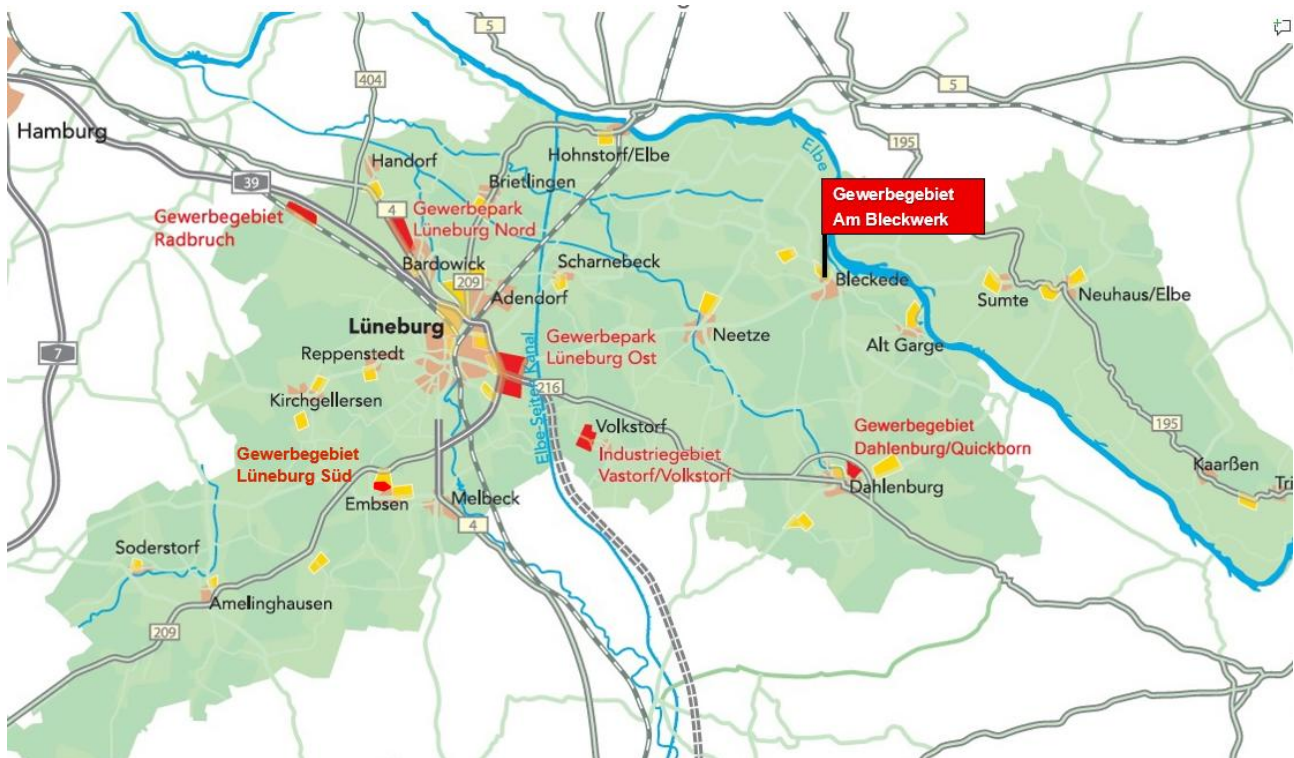 5
5
404
195
Elbe
Hamburg
Handorf
Hohnstorf/Elbe
39
Brietlingen
Gewerbegebiet
Radbruch
4
Gewerbepark
Lüneburg Nord
Gewerbegebiet
Am Bleckwerk
Bardowick
Scharnebeck
209
Adendorf
Bleckede
Sumte
Neuhaus/Elbe
Lüneburg
Neetze
Alt Garge
7
Reppenstedt
Gewerbepark
Lüneburg Ost
Elbe-Seiten-Kanal
216
Kirchgellersen
Volkstorf
Industriegebiet
Vastorf/Volkstorf
Gewerbegebiet
Dahlenburg/Quickborn
195
Gewerbegebiet
Lüneburg Süd
Kaarßen
Tri
Embsen
Melbeck
Dahlenburg
4
Soderstorf
Amelinghausen
209